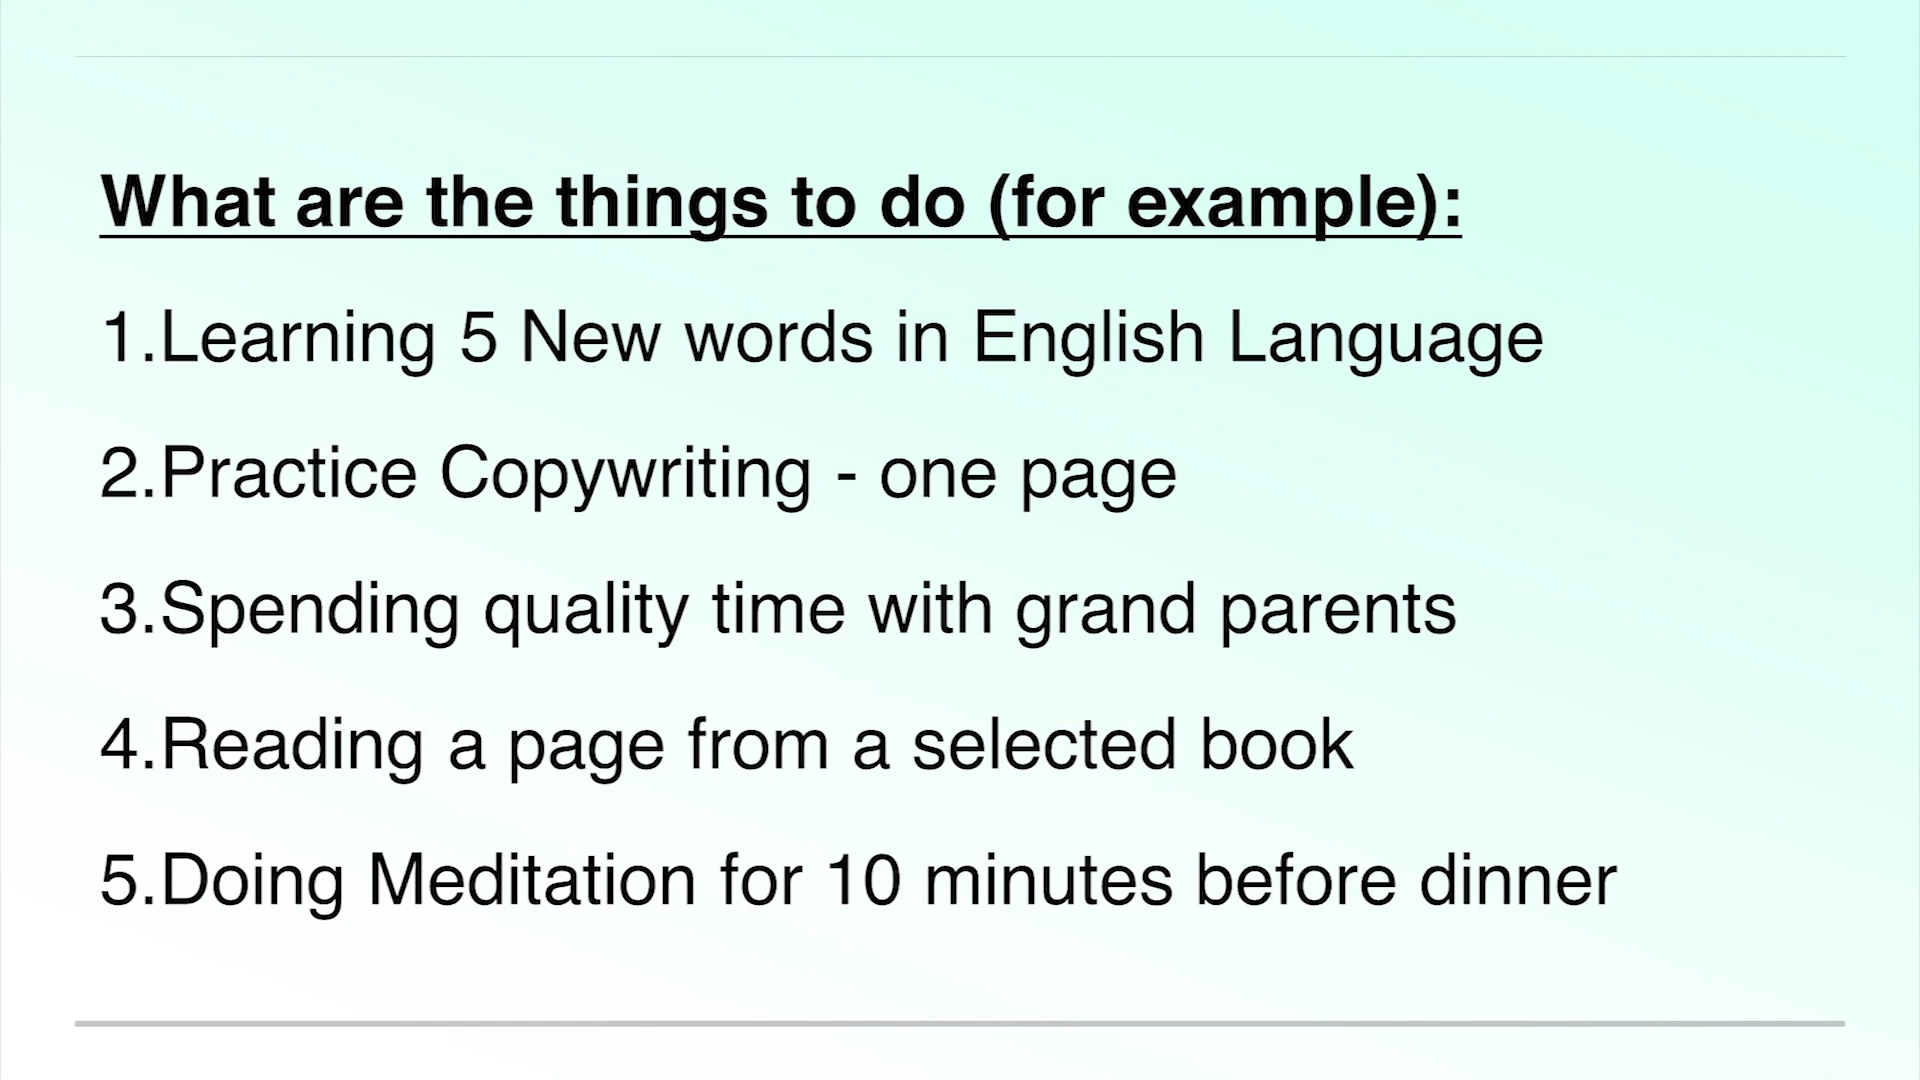 What are the things to do (for example):
1.Learning 5 New words in English Language
2.Practice Copywriting - one page
3.Spending quality time with grand parents
4.Reading a page from a selected book
5.Doing Meditation for 10 minutes before dinner